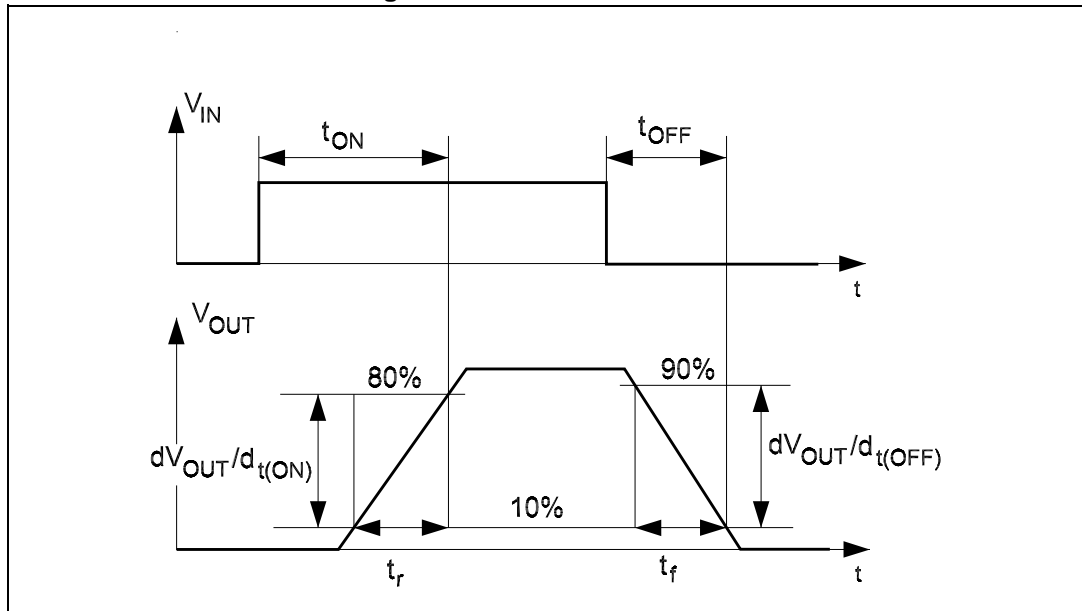 V_IN
t_ON
t_OFF
t
V_OUT
80%
90%
dV_OUT/d_t(ON)
dV_OUT/d_t(OFF)
10%
t_r
t_f
t